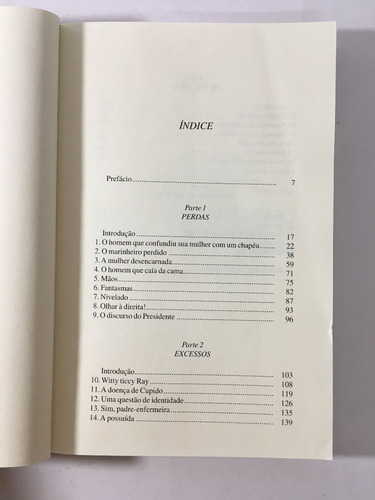 ÍNDICE
Prefácio 7
Parte 1
PERDAS
Introdução 17
1. O homem que confundiu sua mulher com um chapéu 22
2. O marinheiro perdido 38
3. A mulher desencarnada 59
4. O homem que caía da cama 71
5. Mãos 75
6. Fantasmas 82
7. Nivelado 87
8. Olhar à direita! 93
9. O discurso do Presidente 96
Parte 2
EXCESSOS
Introdução 103
10. Witty ticcy Ray 108
11. A doença de Cupido 119
12. Uma questão de identidade 126
13. Sim, padre-enfermeira 135
14. A possuída 139